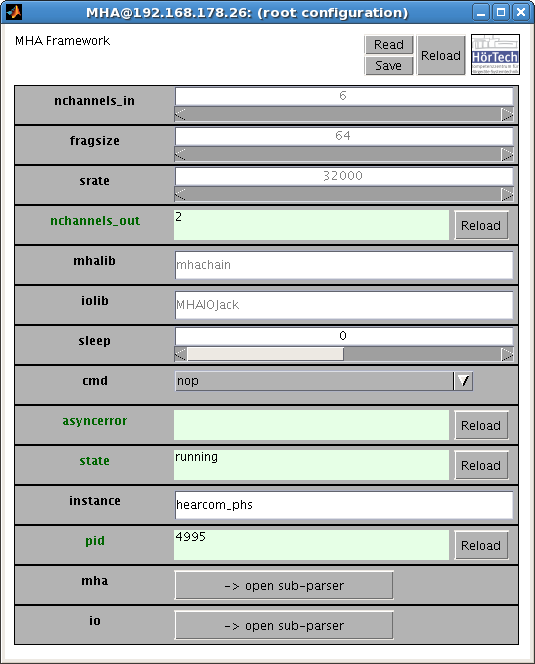 MHA@192.168.178.26: (root configuration)
MHA Framework
Read
Save
Reload
HörTech
nchannels_in
6
fragsize
64
srate
32000
nchannels_out
2
Reload
mhalib
mhachain
iolib
MHAIOJack
sleep
0
cmd
nop
asyncerror
Reload
state
running
Reload
instance
hearcom_phs
pid
4995
Reload
mha
-> open sub-parser
io
-> open sub-parser